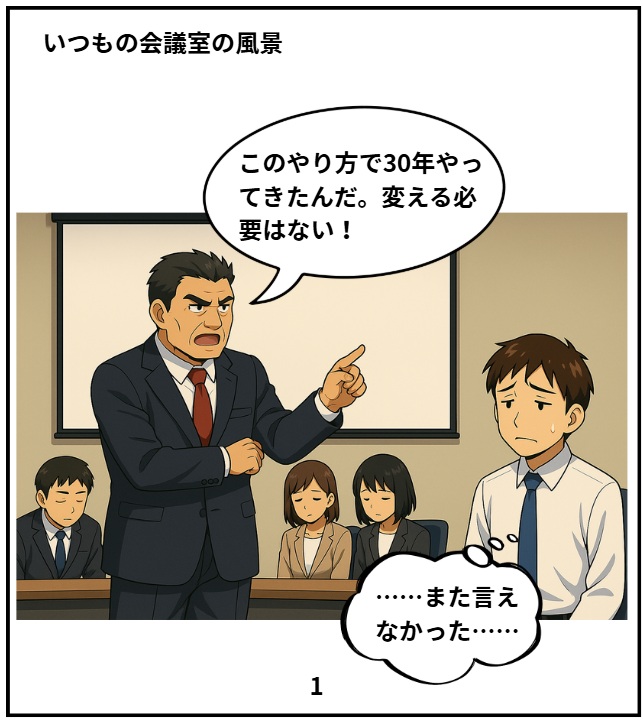 いつもの会議室の風景
このやり方で30年やっ
てきたんだ。変える必
要はない！
……また言え
なかった……
1